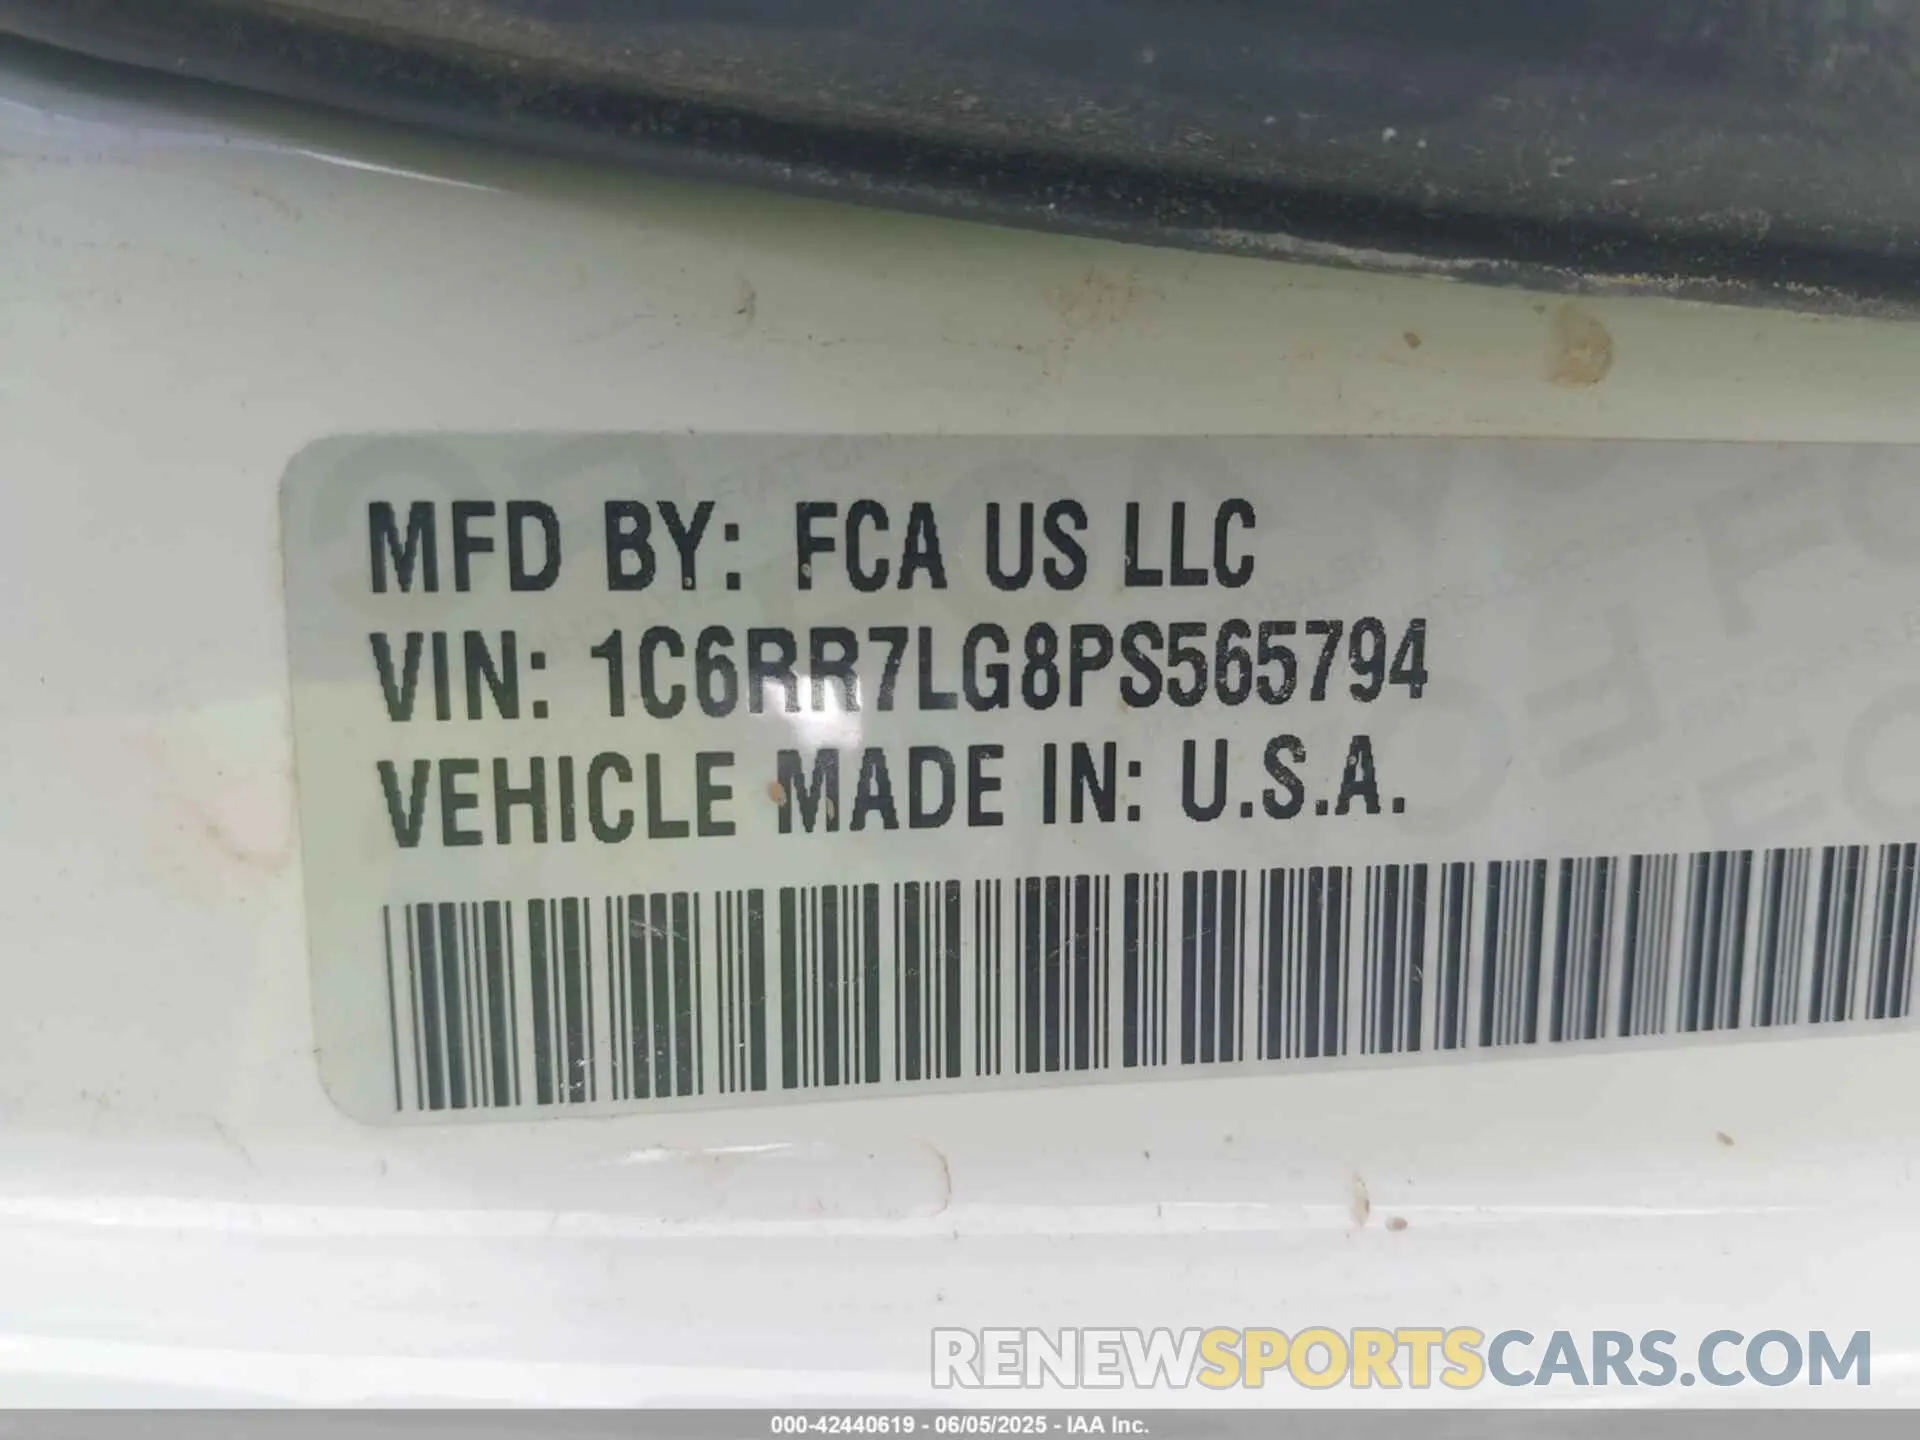 MFD BY: FCA US LLC
VIN: 1C6RR7LG8PS565794
VEHICLE MADE IN: U.S.A.
RENEWSPORTSCARS.COM
000-42440619 - 06/05/2025 - IAA Inc.